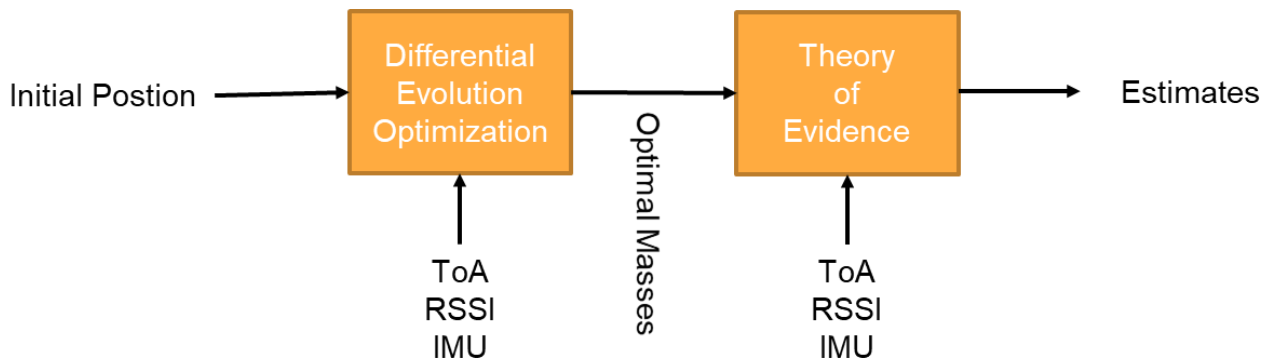 Initial Postion
Differential
Evolution
Optimization
ToA
RSSI
IMU
Optimal Masses
Theory
of
Evidence
ToA
RSSI
IMU
Estimates